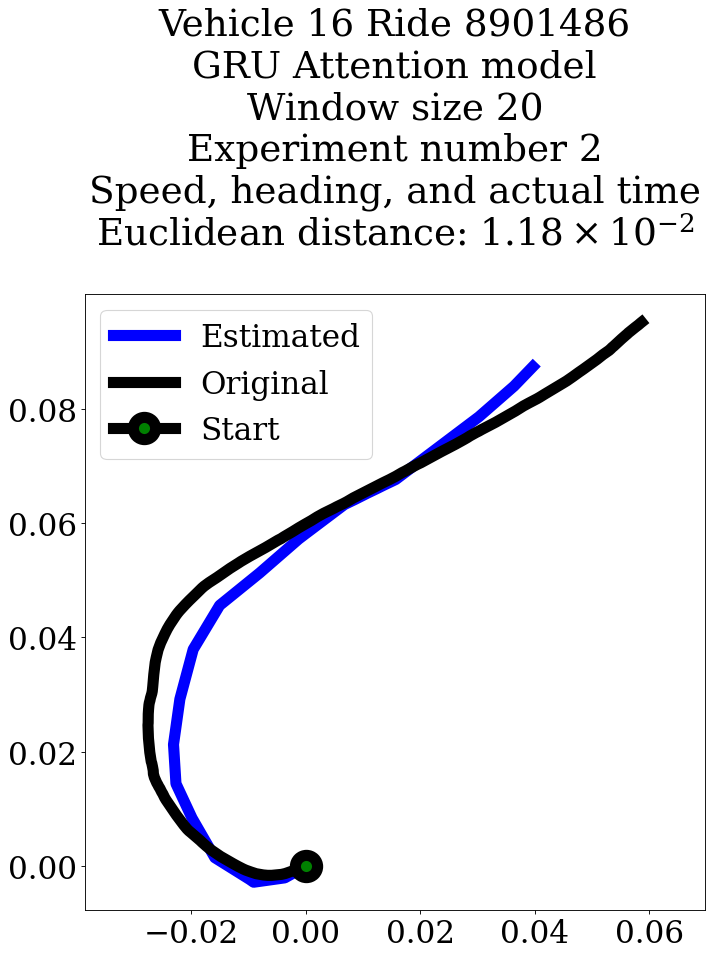 Vehicle 16 Ride 8901486
GRU Attention model
Window size 20
Experiment number 2
Speed, heading, and actual time
Euclidean distance: 1.18 × 10⁻²
Estimated
Original
Start
0.08
0.06
0.04
0.02
0.00
−0.02 0.00 0.02 0.04 0.06